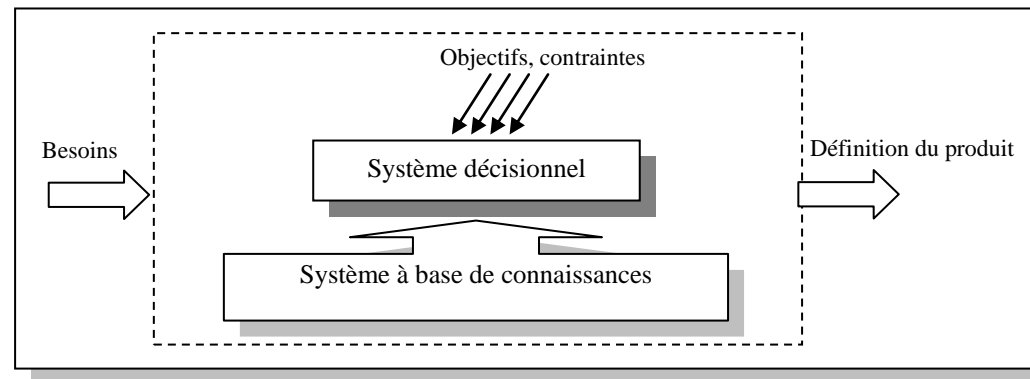 Objectifs, contraintes
Besoins
Système décisionnel
Définition du produit
Système à base de connaissances